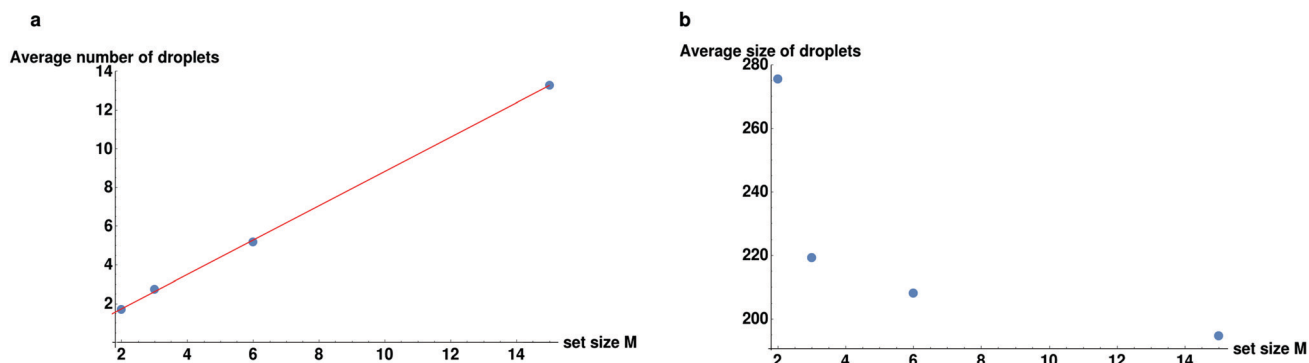 a
Average number of droplets
14
12
10
8
6
4
2
2 4 6 8 10 12 14
set size M
b
Average size of droplets
280
260
240
220
200
2 4 6 8 10 12 14
set size M